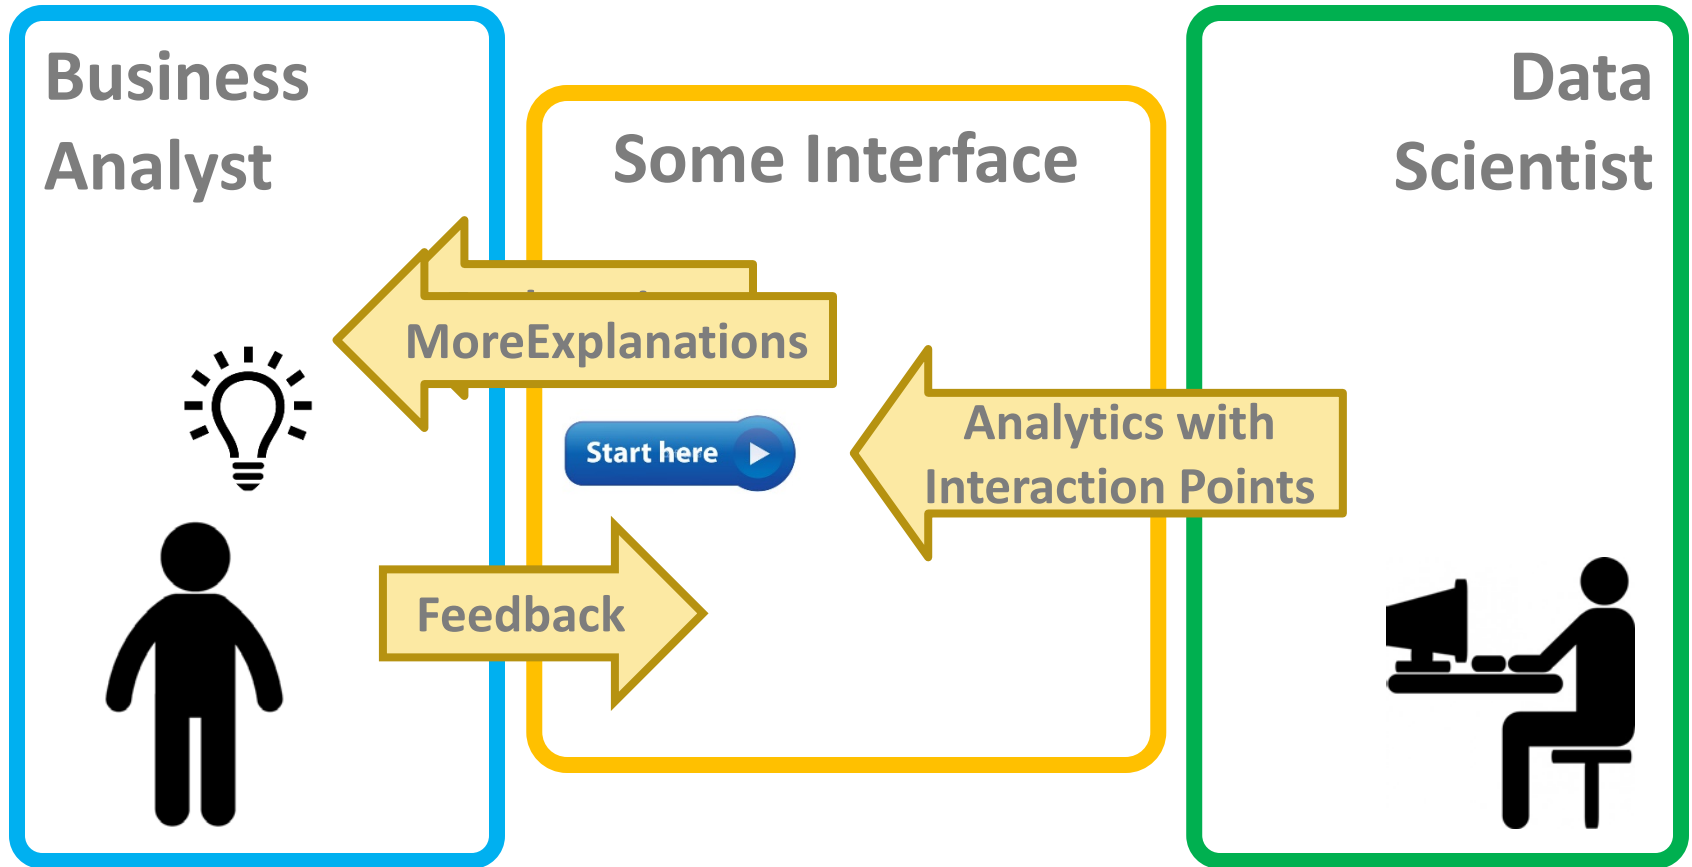 Business
Analyst
Some Interface
Data
Scientist
MoreExplanations
Start here
Analytics with
Interaction Points
Feedback